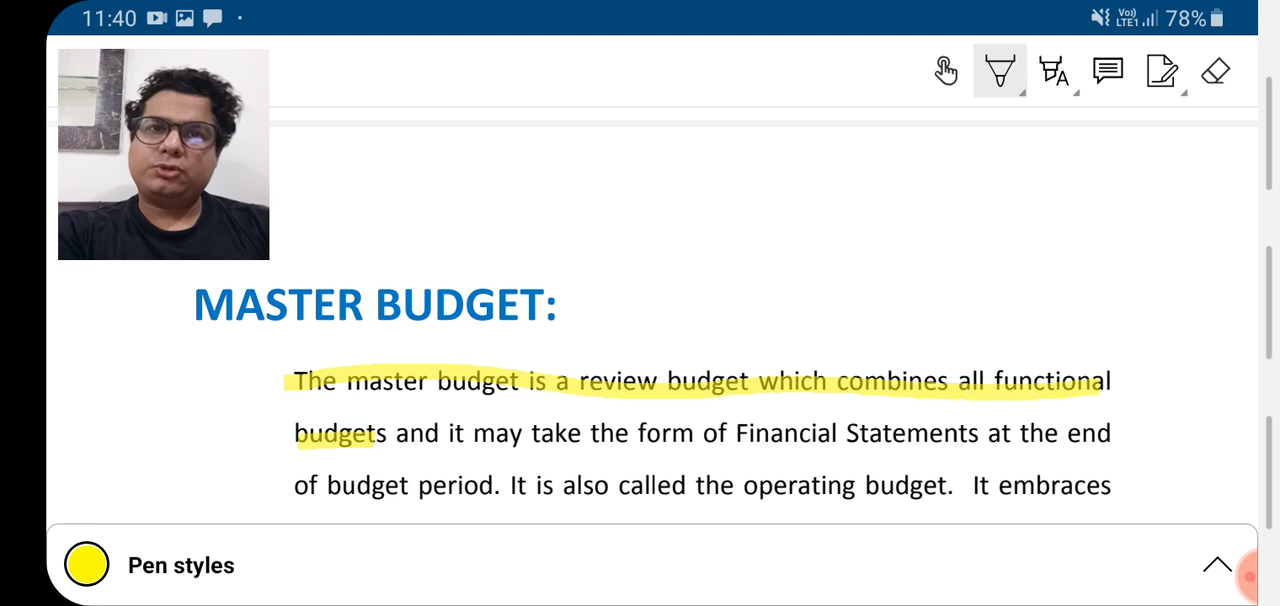 11:40
Vo)) LTE1 78%
A
MASTER BUDGET:
The master budget is a review budget which combines all functional
budgets and it may take the form of Financial Statements at the end
of budget period. It is also called the operating budget. It embraces
Pen styles